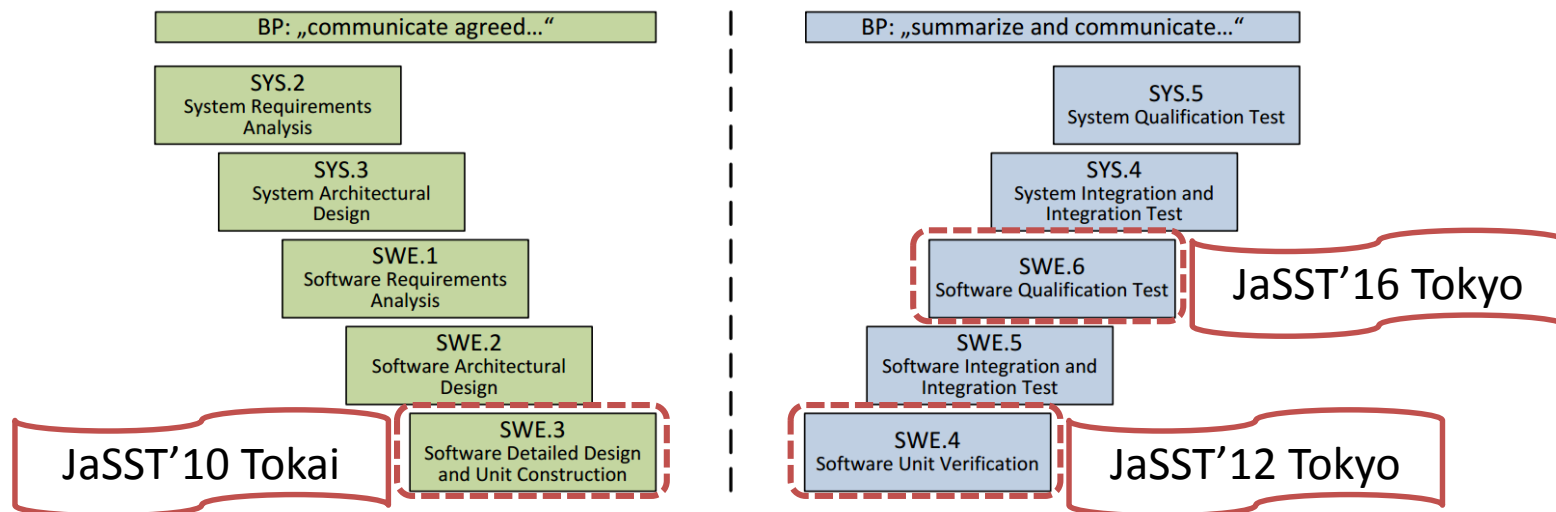 BP: „communicate agreed…“
SYS.2
System Requirements
Analysis
SYS.3
System Architectural
Design
SWE.1
Software Requirements
Analysis
SWE.2
Software Architectural
Design
SWE.3
Software Detailed Design
and Unit Construction
JaSST’10 Tokai
BP: „summarize and communicate…“
SYS.5
System Qualification Test
SYS.4
System Integration and
Integration Test
SWE.6
Software Qualification Test
JaSST’16 Tokyo
SWE.5
Software Integration and
Integration Test
SWE.4
Software Unit Verification
JaSST’12 Tokyo